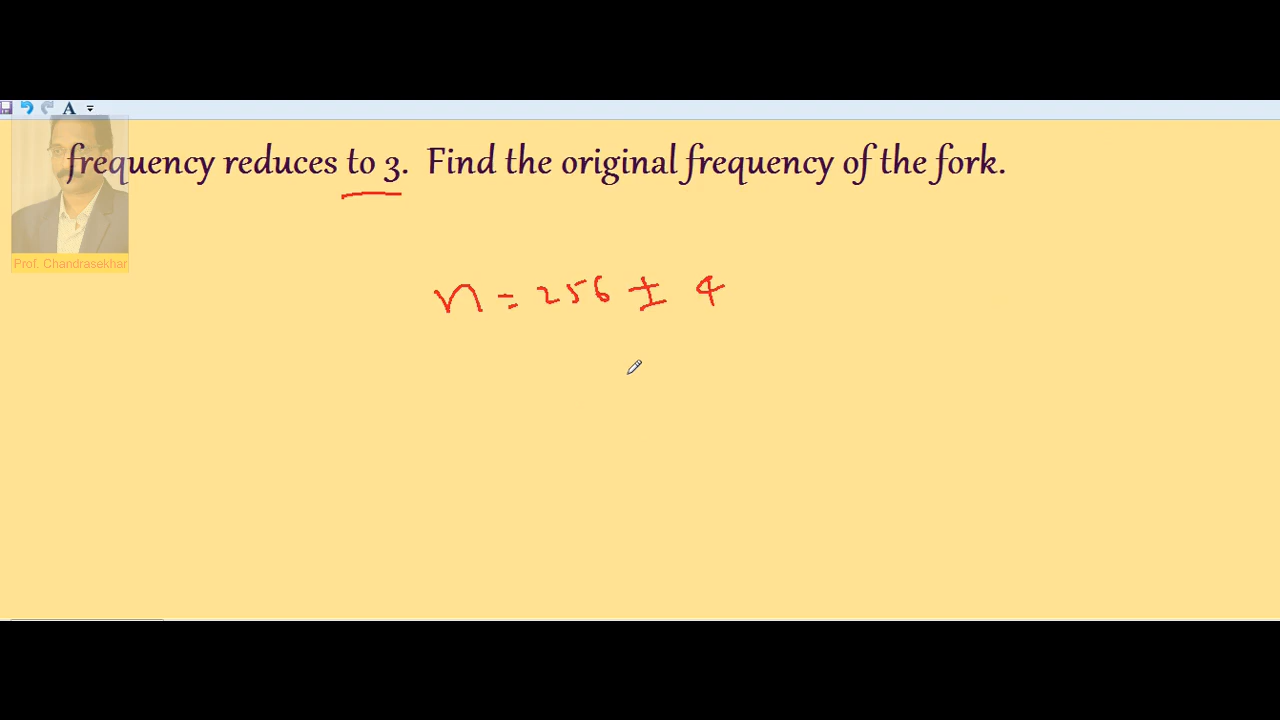 A
frequency reduces to 3. Find the original frequency of the fork.
Prof. Chandrasekhar
n = 256 ± 4